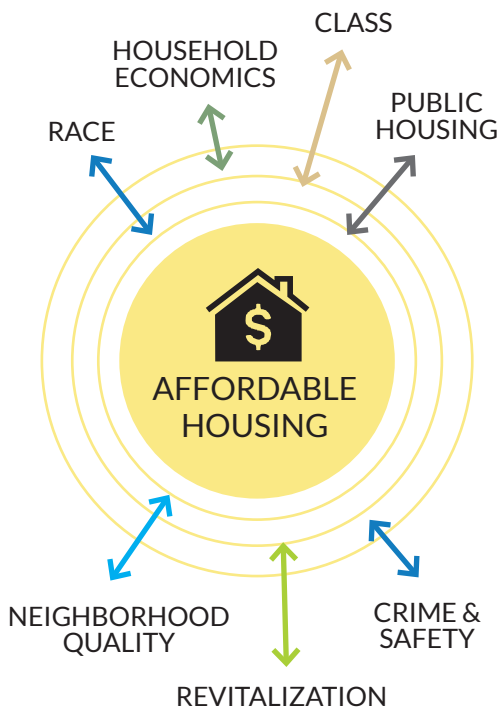 CLASS
HOUSEHOLD
ECONOMICS
PUBLIC
HOUSING
RACE
$
AFFORDABLE
HOUSING
NEIGHBORHOOD
QUALITY
CRIME &
SAFETY
REVITALIZATION